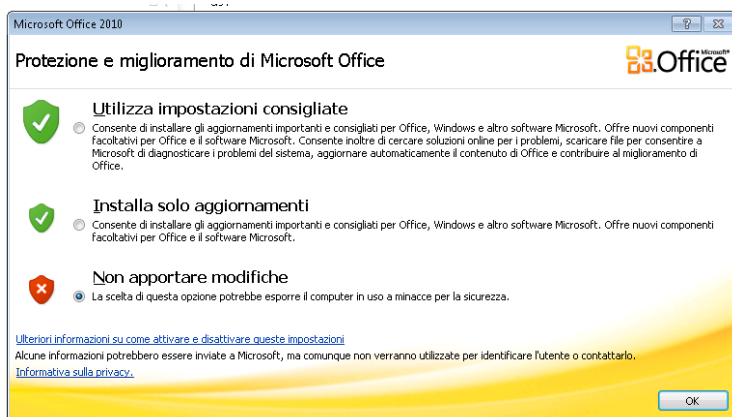 Microsoft Office 2010
Protezione e miglioramento di Microsoft Office
Microsoft®
Office
Utilizza impostazioni consigliate
Consente di installare gli aggiornamenti importanti e consigliati per Office, Windows e altro software Microsoft. Offre nuovi componenti
facoltativi per Office e il software Microsoft. Consente inoltre di cercare soluzioni online per i problemi, scaricare file per consentire a
Microsoft di diagnosticare i problemi del sistema, aggiornare automaticamente il contenuto di Office e contribuire al miglioramento di
Office.
Installa solo aggiornamenti
Consente di installare gli aggiornamenti importanti e consigliati per Office, Windows e altro software Microsoft. Offre nuovi componenti
facoltativi per Office e il software Microsoft.
Non apportare modifiche
La scelta di questa opzione potrebbe esporre il computer in uso a minacce per la sicurezza.
Ulteriori informazioni su come attivare e disattivare queste impostazioni
Alcune informazioni potrebbero essere inviate a Microsoft, ma comunque non verranno utilizzate per identificare l'utente o contattarlo.
Informativa sulla privacy.
OK